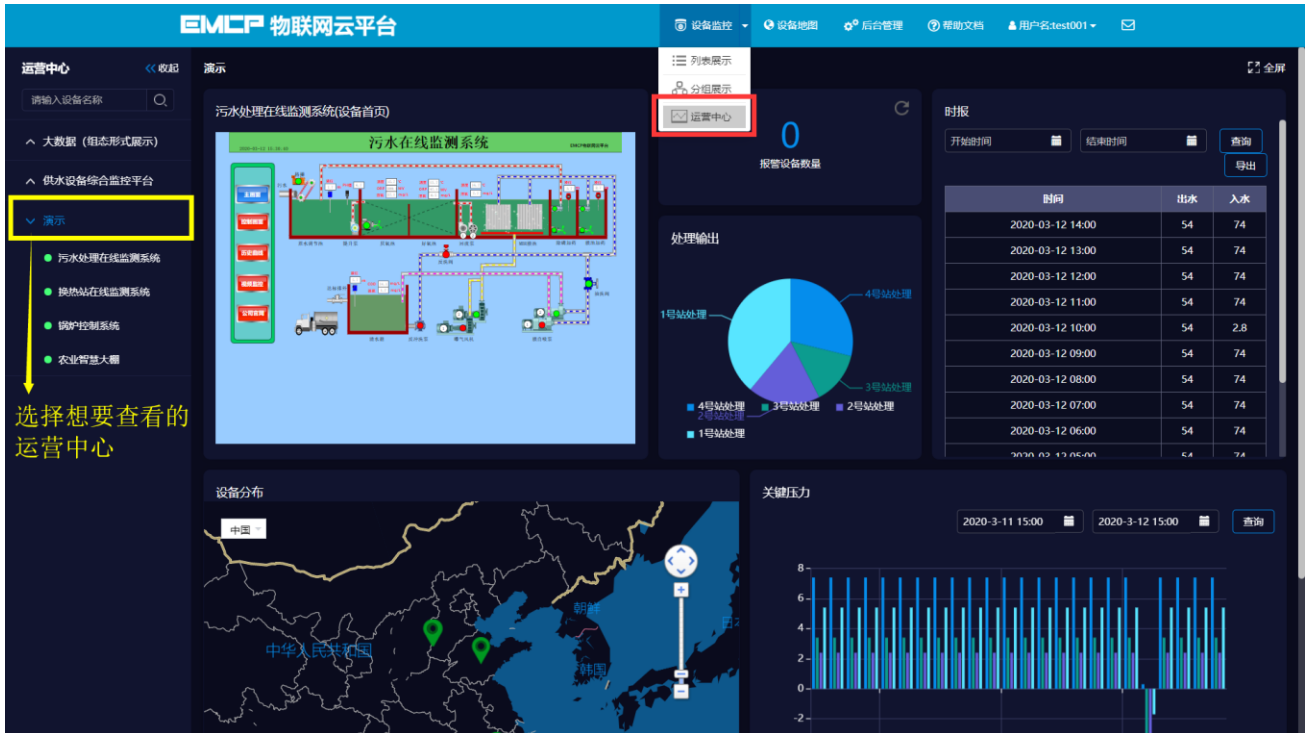 EMCP 物联网云平台
设备监控
设备地图
后台管理
帮助文档
用户名:test001
列表展示
分组展示
运营中心
运营中心
收起
请输入设备名称
大数据（组态形式展示）
供水设备综合监控平台
演示
污水处理在线监测系统
换热站在线监测系统
锅炉控制系统
农业智慧大棚
选择想要查看的
运营中心
演示
全屏
污水处理在线监测系统(设备首页)
污水在线监测系统
0
报警设备数量
处理输出
4号站处理
1号站处理
3号站处理
2号站处理
4号站处理 3号站处理 2号站处理
1号站处理
时报
开始时间 结束时间 查询
导出
时间 出水 入水
2020-03-12 14:00 54 74
2020-03-12 13:00 54 74
2020-03-12 12:00 54 74
2020-03-12 11:00 54 74
2020-03-12 10:00 54 2.8
2020-03-12 09:00 54 74
2020-03-12 08:00 54 74
2020-03-12 07:00 54 74
2020-03-12 06:00 54 74
2020-03-12 05:00 54 74
设备分布
中国
朝鲜
中华人民共和国
韩国
日本
关键压力
2020-3-11 15:00 2020-3-12 15:00 查询
8
6
4
2
0
-2